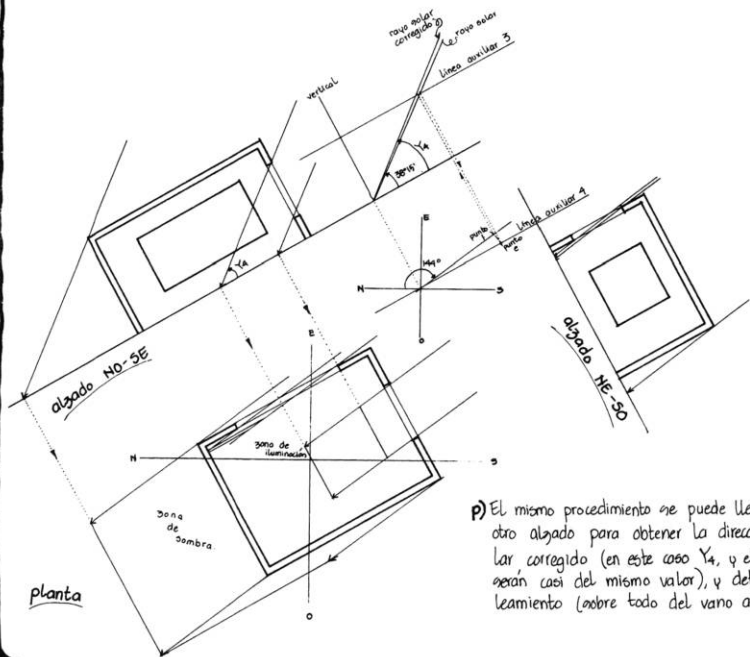 rayo solar
corregido
rayo solar
línea auxiliar 3
vertical
Y4
38°15'
línea auxiliar 4
punto
punto
e
E
144°
N
S
O
Y4
alzado NO-SE
alzado NE-SO
E
N
S
O
zona de
iluminación
zona
de
sombra
planta
p) El mismo procedimiento se puede lle
otro alzado para obtener la direc
lar corregido (en este caso Y4, y e
serán casi del mismo valor), y del
leamiento (sobre todo del vano a